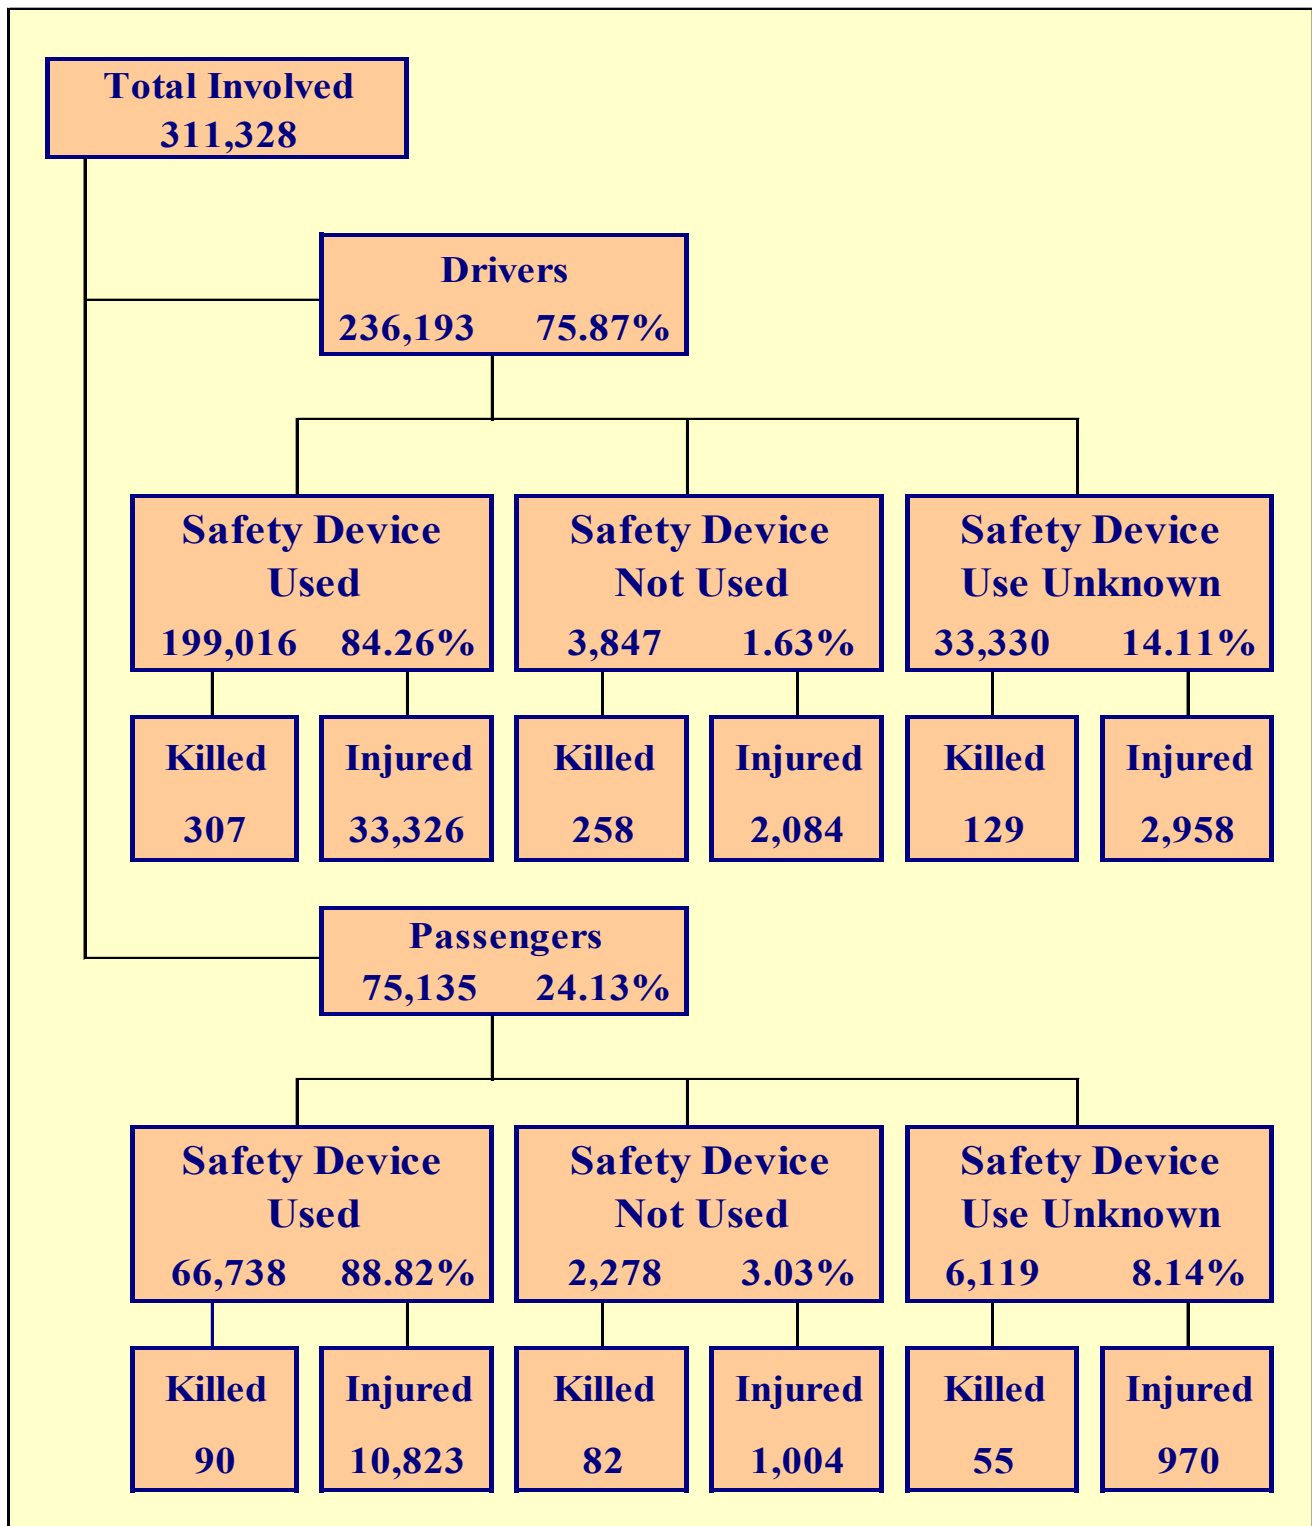 Total Involved
311,328
Drivers
236,193 75.87%
Safety Device Safety Device Safety Device
Used Not Used Use Unknown
199,016 84.26% 3,847 1.63% 33,330 14.11%
Killed Injured Killed Injured Killed Injured
307 33,326 258 2,084 129 2,958
Passengers
75,135 24.13%
Safety Device Safety Device Safety Device
Used Not Used Use Unknown
66,738 88.82% 2,278 3.03% 6,119 8.14%
Killed Injured Killed Injured Killed Injured
90 10,823 82 1,004 55 970